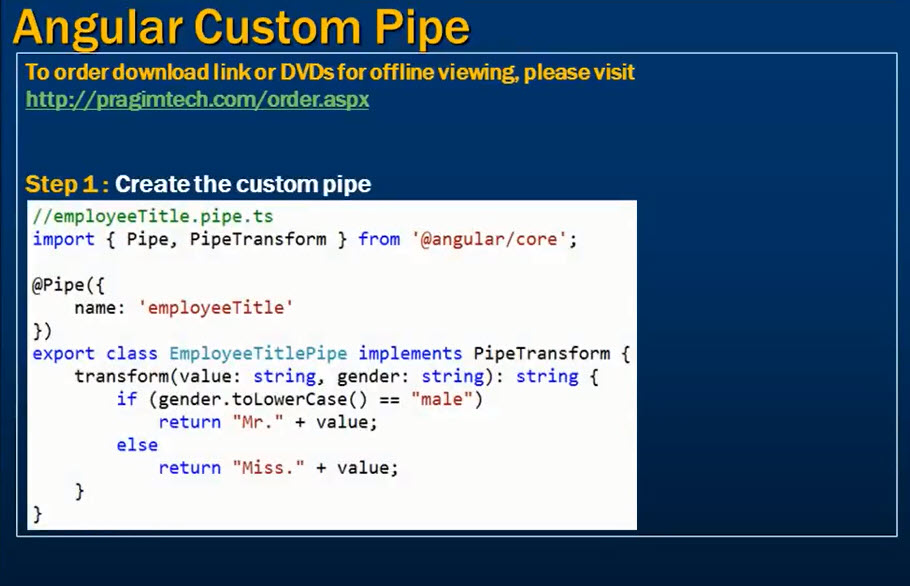 Angular Custom Pipe
To order download link or DVDs for offline viewing, please visit
http://pragimtech.com/order.aspx
Step 1 : Create the custom pipe
//employeeTitle.pipe.ts
import { Pipe, PipeTransform } from '@angular/core';
@Pipe({
    name: 'employeeTitle'
})
export class EmployeeTitlePipe implements PipeTransform {
    transform(value: string, gender: string): string {
        if (gender.toLowerCase() == "male")
            return "Mr." + value;
        else
            return "Miss." + value;
    }
}